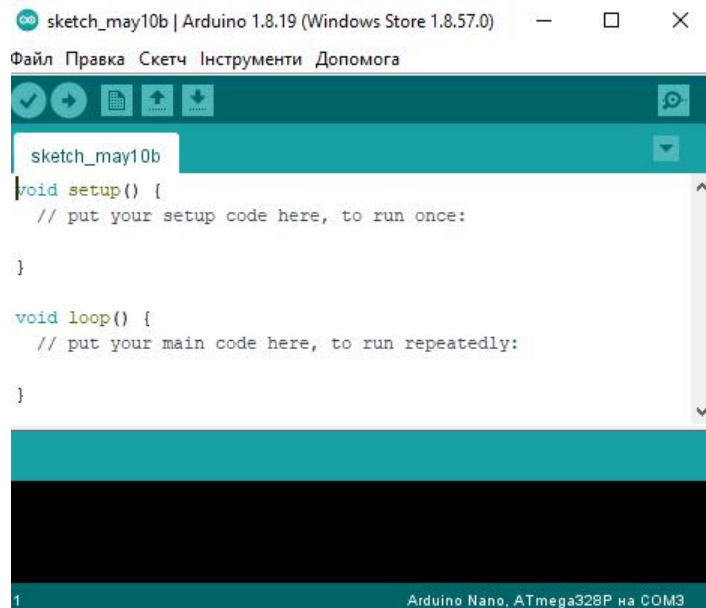 sketch_may10b | Arduino 1.8.19 (Windows Store 1.8.57.0)
Файл Правка Скетч Інструменти Допомога
sketch_may10b
void setup() {
  // put your setup code here, to run once:
}
void loop() {
  // put your main code here, to run repeatedly:
}
1 Arduino Nano, ATmega328P на COM3